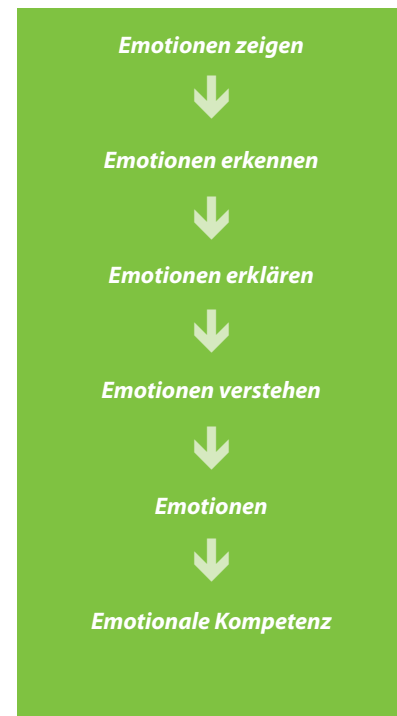 Emotionen zeigen
Emotionen erkennen
Emotionen erklären
Emotionen verstehen
Emotionen
Emotionale Kompetenz